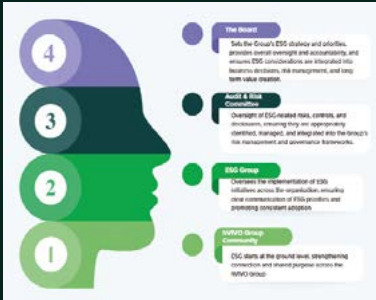 4
The Board
Sets the Group's ESG strategy and priorities,
provides overall oversight and accountability, and
ensures ESG considerations are integrated into
business decisions, risk management, and long
term value creation.
3
Audit & Risk
Committee
Oversight of ESG-related risks, controls, and
disclosures, ensuring they are appropriately
identified, managed, and integrated into the Group's
risk management and governance frameworks.
2
ESG Group
Oversees the implementation of ESG
initiatives across the organisation, ensuring
clear communication of ESG priorities and
promoting consistent adoption.
1
NVIVO Group
Community
ESG starts at the ground level, strengthening
connection and shared purpose across the
NVIVO Group